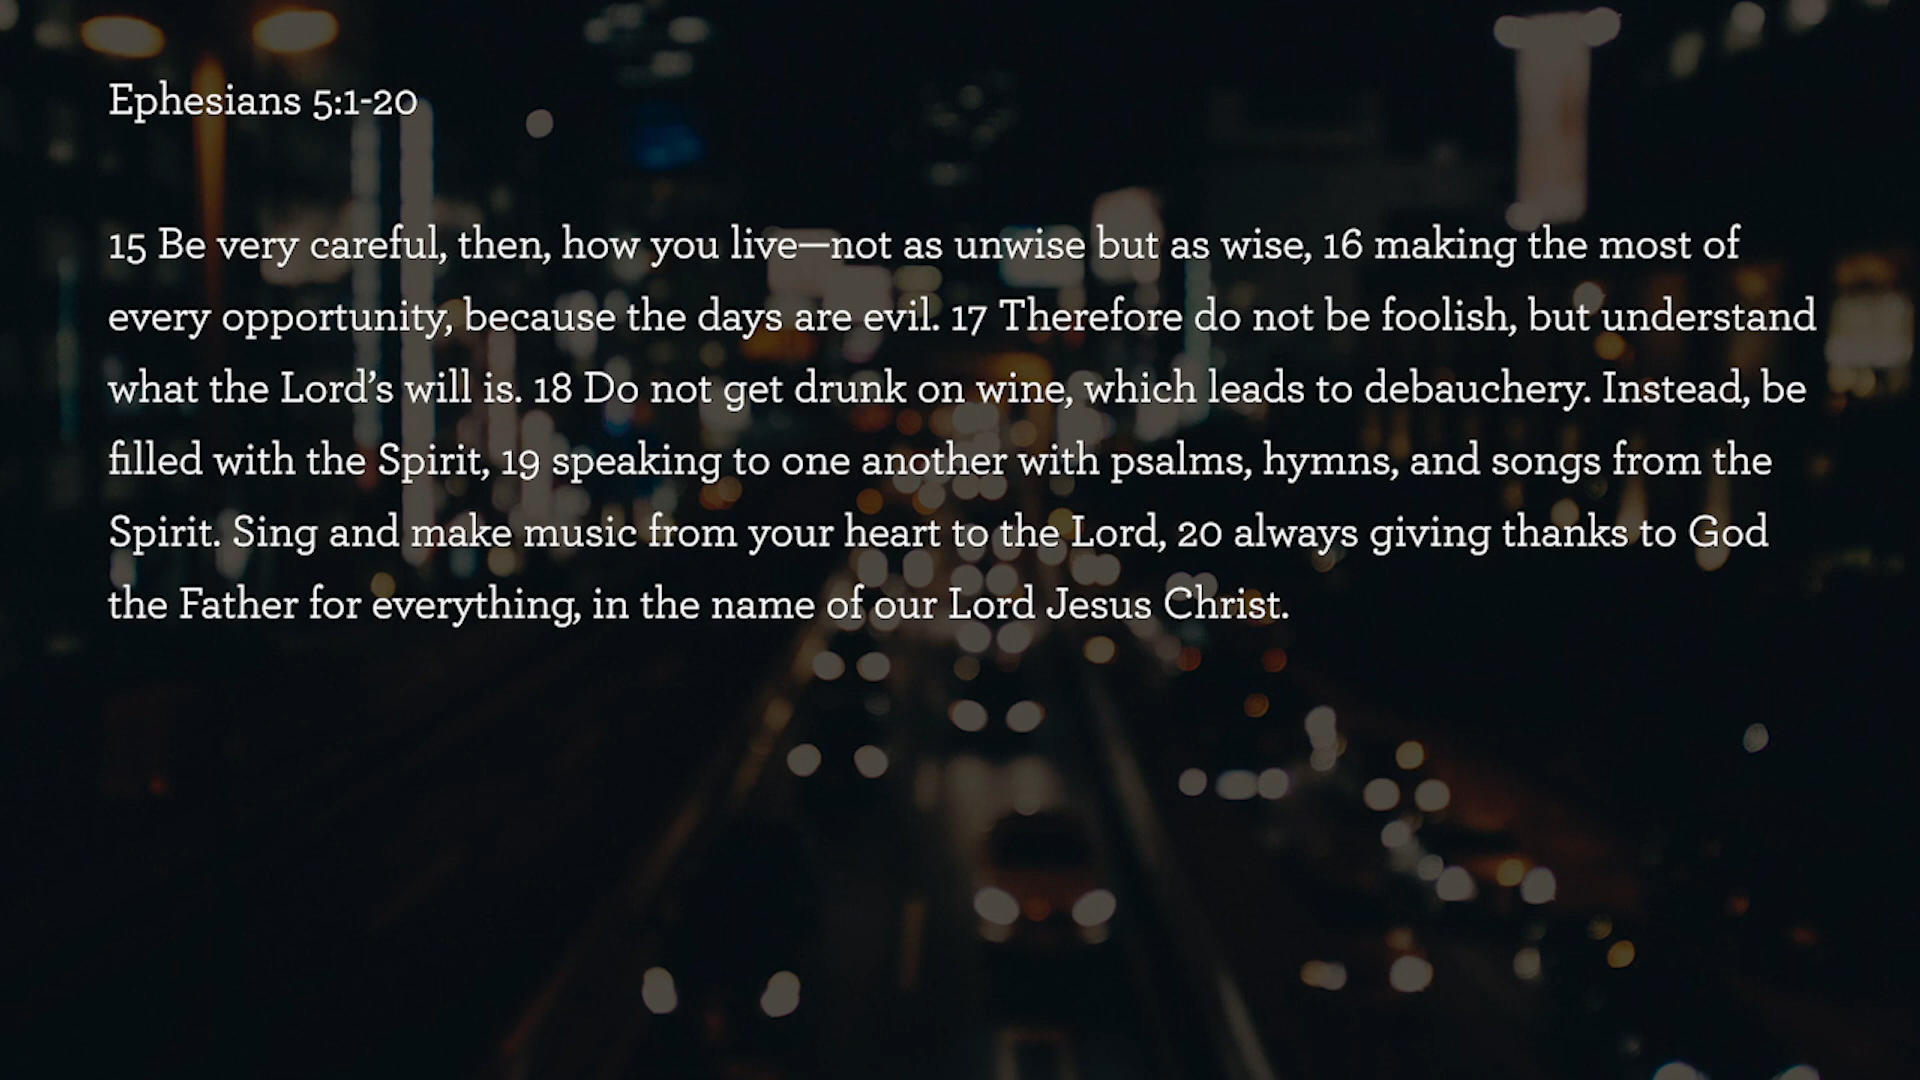 Ephesians 5:1-20
15 Be very careful, then, how you live—not as unwise but as wise, 16 making the most of
every opportunity, because the days are evil. 17 Therefore do not be foolish, but understand
what the Lord’s will is. 18 Do not get drunk on wine, which leads to debauchery. Instead, be
filled with the Spirit, 19 speaking to one another with psalms, hymns, and songs from the
Spirit. Sing and make music from your heart to the Lord, 20 always giving thanks to God
the Father for everything, in the name of our Lord Jesus Christ.